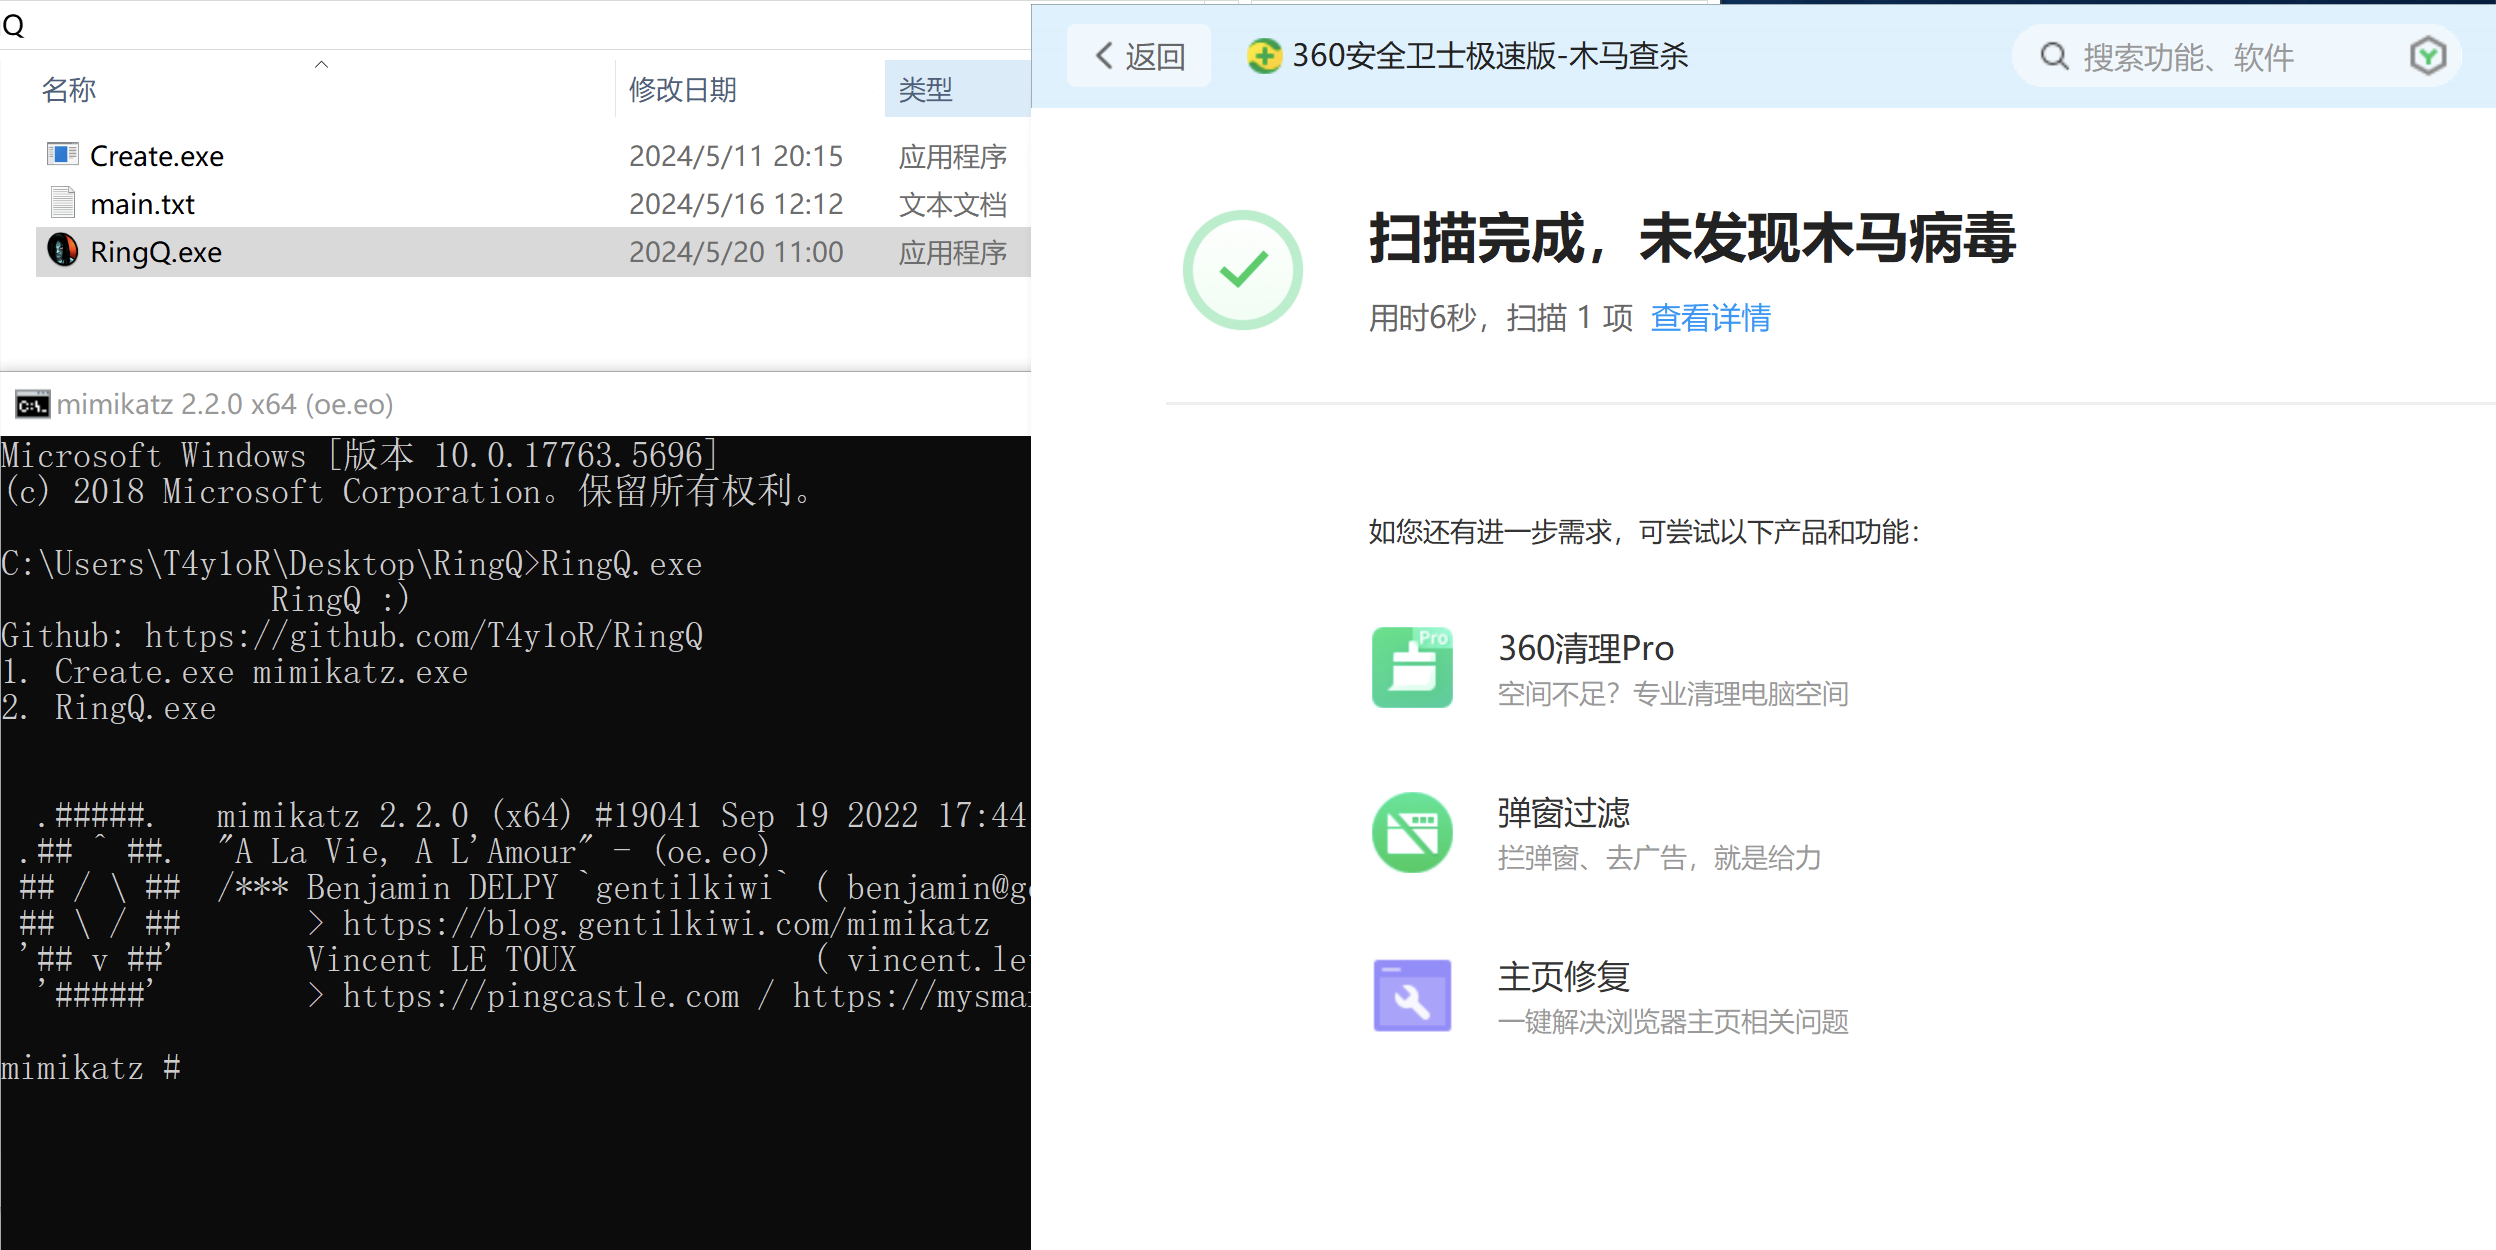 Q
名称
修改日期
类型
Create.exe
2024/5/11 20:15
应用程序
main.txt
2024/5/16 12:12
文本文档
RingQ.exe
2024/5/20 11:00
应用程序
mimikatz 2.2.0 x64 (oe.eo)
Microsoft Windows [版本 10.0.17763.5696]
(c) 2018 Microsoft Corporation。保留所有权利。
C:\Users\T4y1oR\Desktop\RingQ>RingQ.exe
RingQ :)
Github: https://github.com/T4y1oR/RingQ
1. Create.exe mimikatz.exe
2. RingQ.exe
.#####.   mimikatz 2.2.0 (x64) #19041 Sep 19 2022 17:44
.## ^ ##.  "A La Vie, A L'Amour" - (oe.eo)
## / \ ##  /*** Benjamin DELPY `gentilkiwi` ( benjamin@ge
## \ / ##       > https://blog.gentilkiwi.com/mimikatz
'## v ##'       Vincent LE TOUX             ( vincent.le
'#####'        > https://pingcastle.com / https://mysma
mimikatz #
返回
360安全卫士极速版-木马查杀
搜索功能、软件
扫描完成，未发现木马病毒
用时6秒，扫描 1 项 查看详情
如您还有进一步需求，可尝试以下产品和功能：
Pro
360清理Pro
空间不足？专业清理电脑空间
弹窗过滤
拦弹窗、去广告，就是给力
主页修复
一键解决浏览器主页相关问题